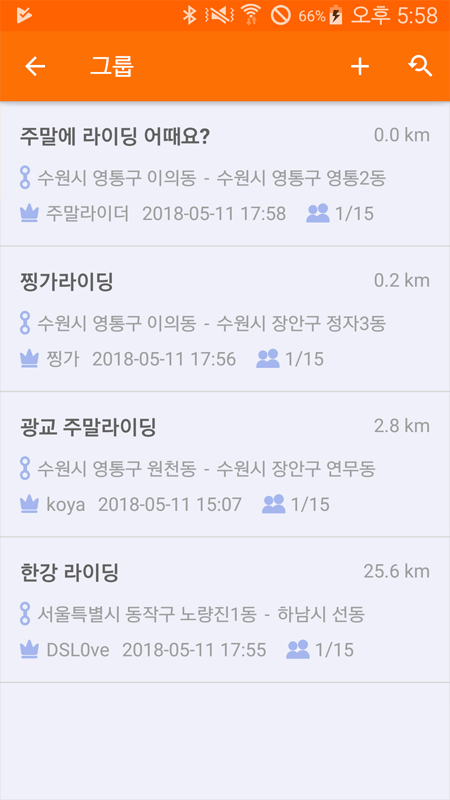 66% 오후 5:58
그룹
주말에 라이딩 어때요? 0.0 km
수원시 영통구 이의동 - 수원시 영통구 영통2동
주말라이더 2018-05-11 17:58 1/15
찡가라이딩 0.2 km
수원시 영통구 이의동 - 수원시 장안구 정자3동
찡가 2018-05-11 17:56 1/15
광교 주말라이딩 2.8 km
수원시 영통구 원천동 - 수원시 장안구 연무동
koya 2018-05-11 15:07 1/15
한강 라이딩 25.6 km
서울특별시 동작구 노량진1동 - 하남시 선동
DSL0ve 2018-05-11 17:55 1/15